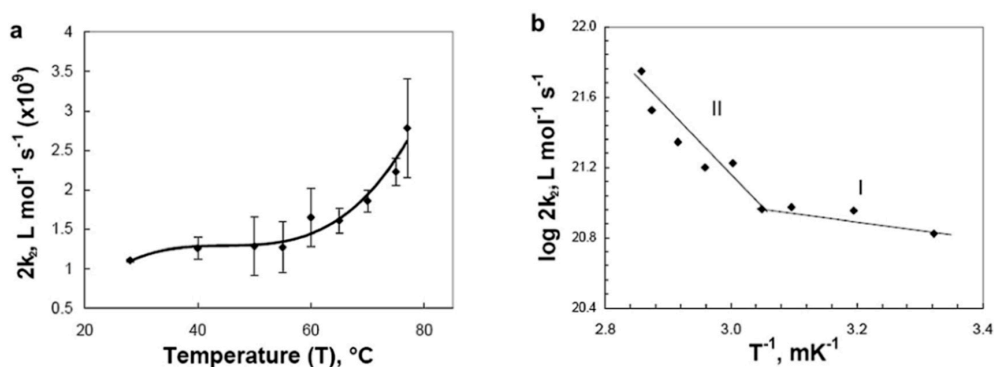 a
4
3.5
3
2.5
2
1.5
1
0.5
20 40 60 80
2k₂, L mol⁻¹ s⁻¹ (x10⁹)
Temperature (T), °C
b
22.0
21.6
21.2
20.8
20.4
2.8 3.0 3.2 3.4
log 2k₂, L mol⁻¹ s⁻¹
T⁻¹, mK⁻¹
II
I